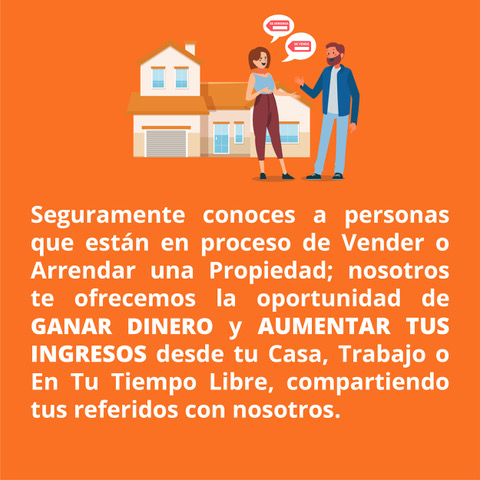 Seguramente conoces a personas
que están en proceso de Vender o
Arrendar una Propiedad; nosotros
te ofrecemos la oportunidad de
GANAR DINERO y AUMENTAR TUS
INGRESOS desde tu Casa, Trabajo o
En Tu Tiempo Libre, compartiendo
tus referidos con nosotros.